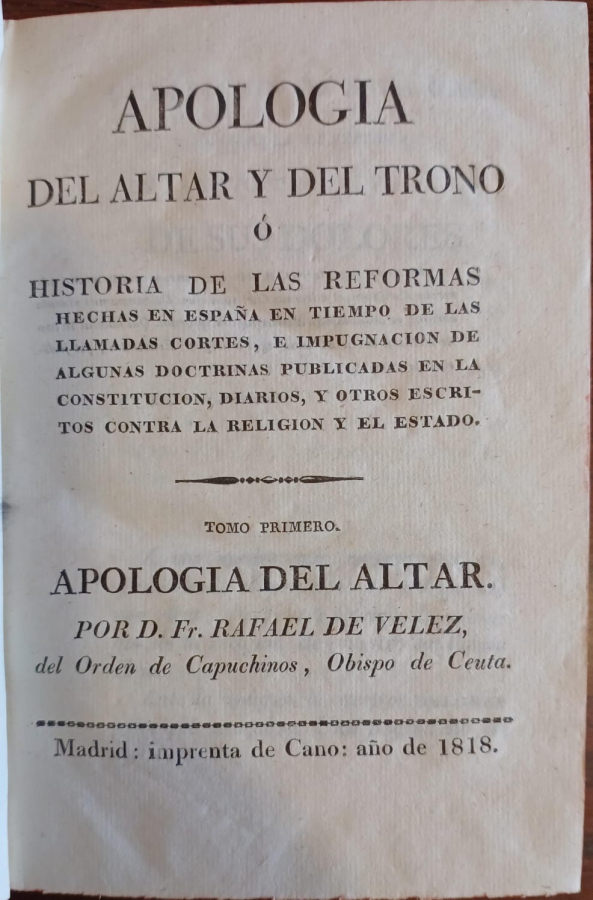 APOLOGIA
DEL ALTAR Y DEL TRONO
Ó
HISTORIA DE LAS REFORMAS
HECHAS EN ESPAÑA EN TIEMPO DE LAS
LLAMADAS CORTES, E IMPUGNACION DE
ALGUNAS DOCTRINAS PUBLICADAS EN LA
CONSTITUCION, DIARIOS, Y OTROS ESCRI-
TOS CONTRA LA RELIGION Y EL ESTADO.
TOMO PRIMERO.
APOLOGIA DEL ALTAR.
POR D. Fr. RAFAEL DE VELEZ,
del Orden de Capuchinos, Obispo de Ceuta.
Madrid: imprenta de Cano: año de 1818.